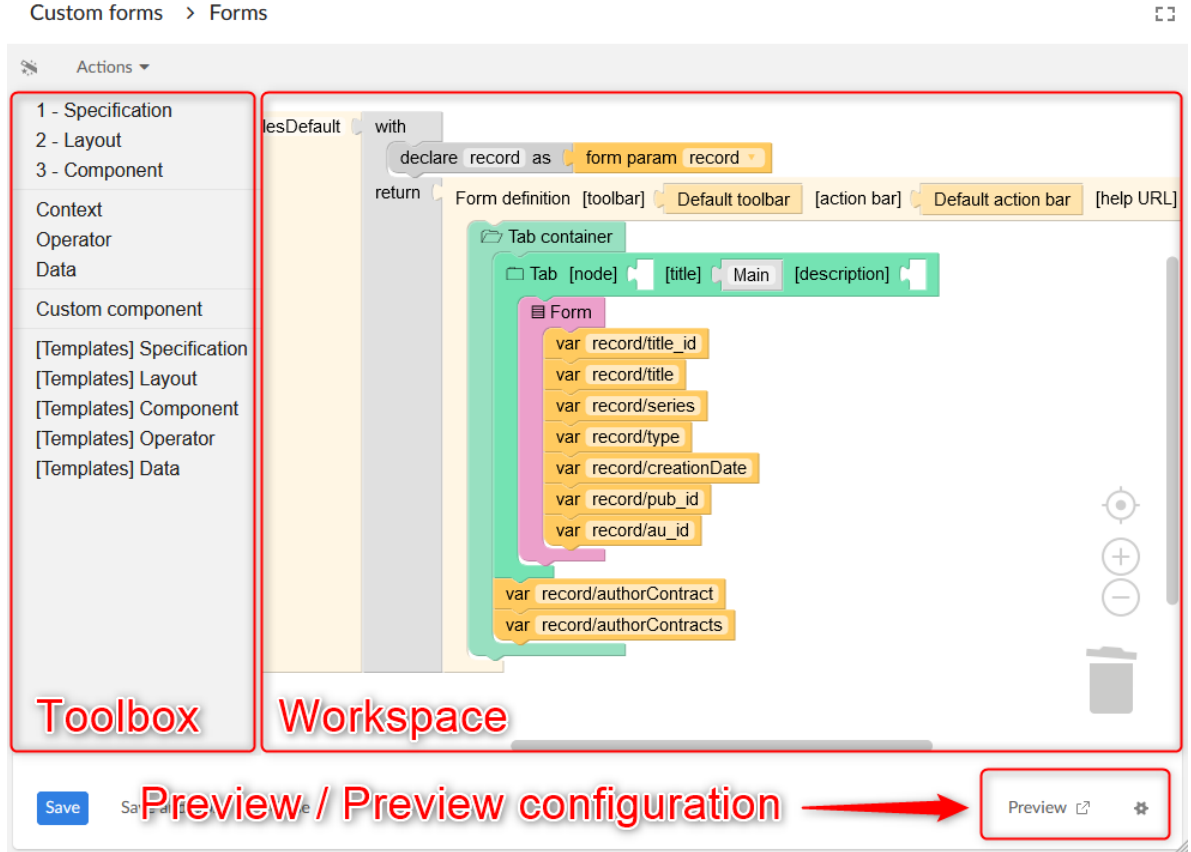 Custom forms > Forms
Actions
1 - Specification
2 - Layout
3 - Component
Context
Operator
Data
Custom component
[Templates] Specification
[Templates] Layout
[Templates] Component
[Templates] Operator
[Templates] Data
Toolbox
lesDefault with
declare record as form param record
return Form definition [toolbar] Default toolbar [action bar] Default action bar [help URL]
Tab container
Tab [node] [title] Main [description]
Form
var record/title_id
var record/title
var record/series
var record/type
var record/creationDate
var record/pub_id
var record/au_id
var record/authorContract
var record/authorContracts
Workspace
Save
Preview / Preview configuration
Preview